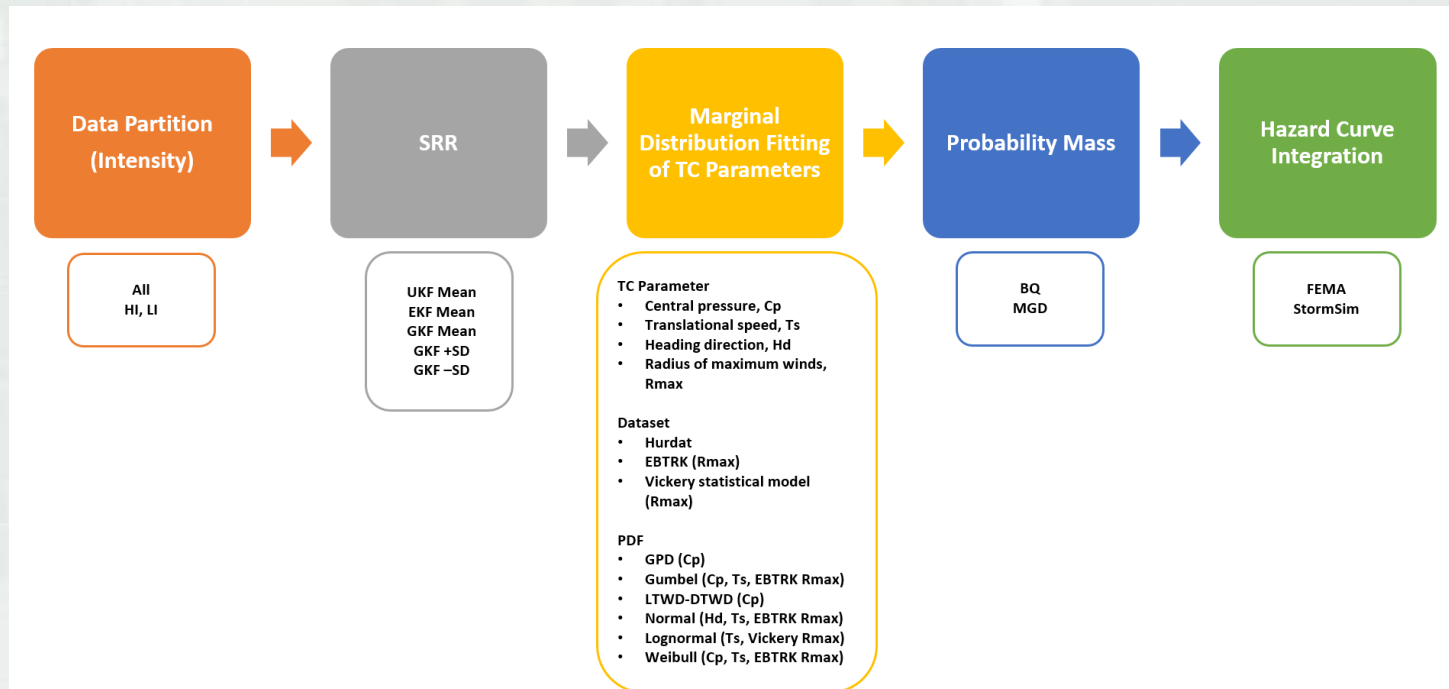 Data Partition
(Intensity)
SRR
Marginal
Distribution Fitting
of TC Parameters
Probability Mass
Hazard Curve
Integration
All
HI, LI
UKF Mean
EKF Mean
GKF Mean
GKF +SD
GKF –SD
TC Parameter
• Central pressure, Cp
• Translational speed, Ts
• Heading direction, Hd
• Radius of maximum winds,
Rmax
Dataset
• Hurdat
• EBTRK (Rmax)
• Vickery statistical model
(Rmax)
PDF
• GPD (Cp)
• Gumbel (Cp, Ts, EBTRK Rmax)
• LTWD-DTWD (Cp)
• Normal (Hd, Ts, EBTRK Rmax)
• Lognormal (Ts, Vickery Rmax)
• Weibull (Cp, Ts, EBTRK Rmax)
BQ
MGD
FEMA
StormSim